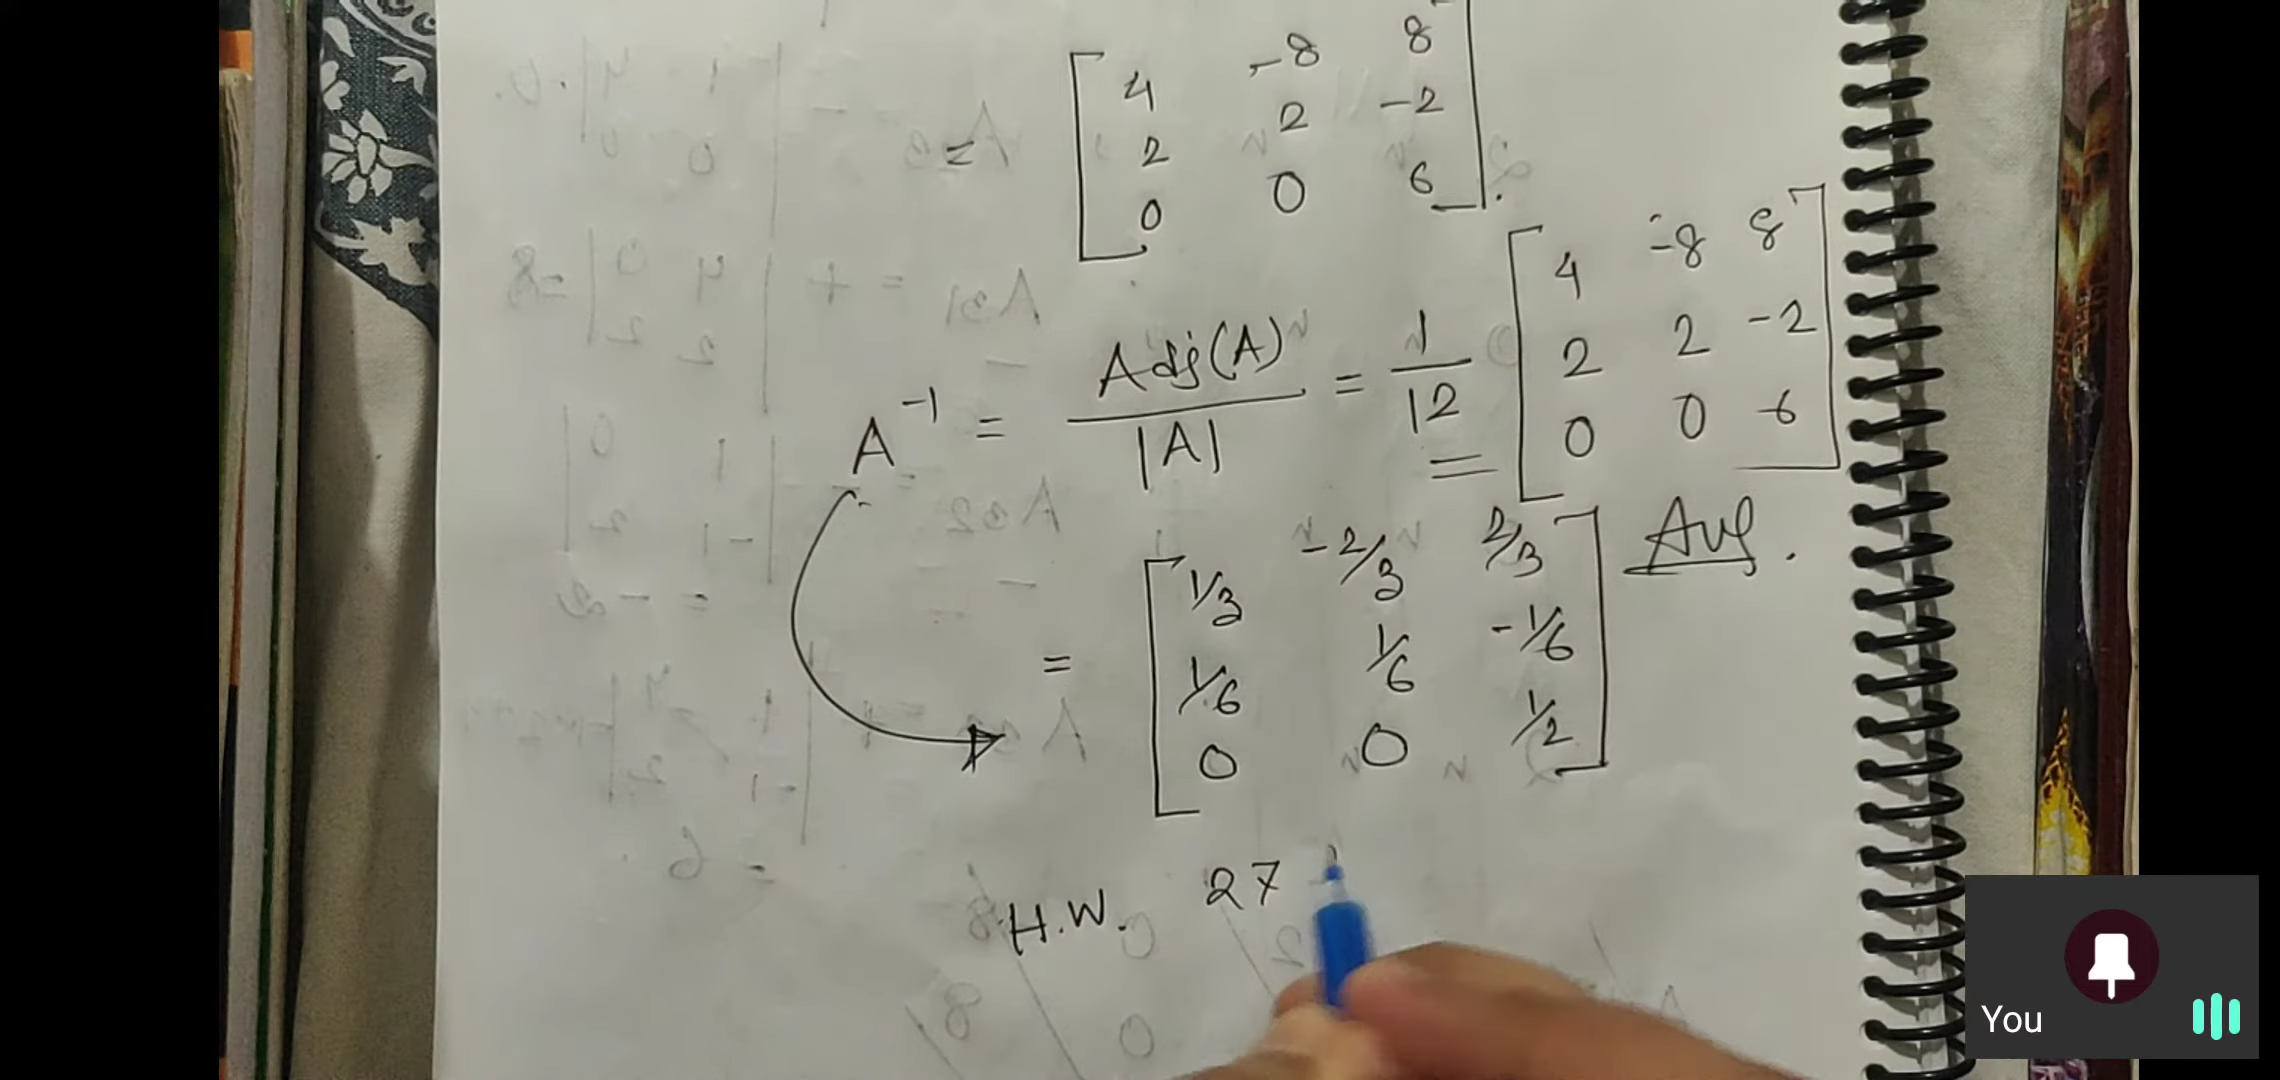 4 -8 8
= 2 2 -2
0 0 6
A⁻¹ = Adj(A) / |A| = 1/12
4 -8 8
2 2 -2
0 0 6
1/3 -2/3 2/3 Ans.
= 1/6 1/6 -1/6
0 0 1/2
H.W. 27
You